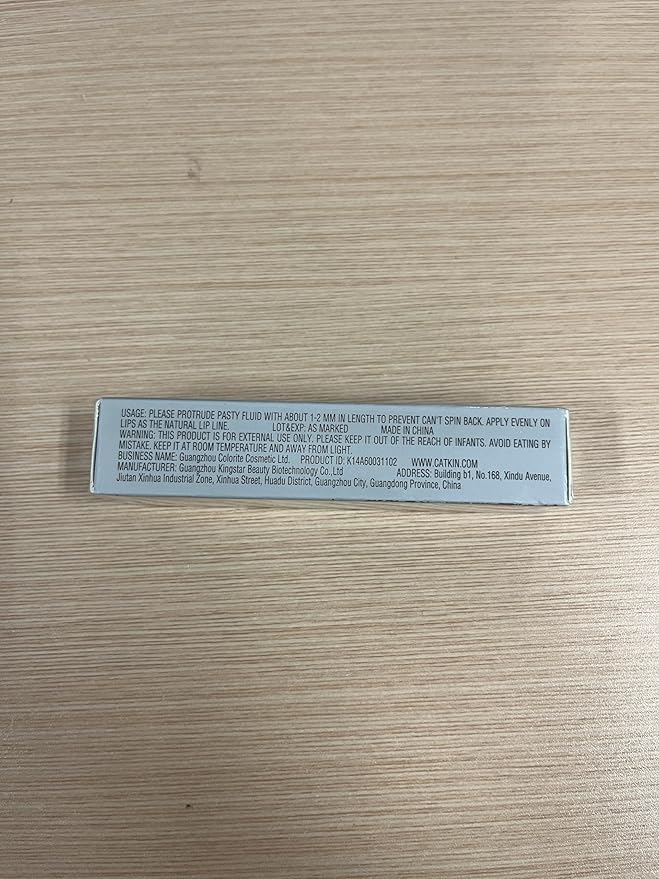 USAGE: PLEASE PROTRUDE PASTY FLUID WITH ABOUT 1-2 MM IN LENGTH TO PREVENT CAN'T SPIN BACK. APPLY EVENLY ON
LIPS AS THE NATURAL LIP LINE. LOT&EXP: AS MARKED MADE IN CHINA
WARNING: THIS PRODUCT IS FOR EXTERNAL USE ONLY. PLEASE KEEP IT OUT OF THE REACH OF INFANTS. AVOID EATING BY
MISTAKE. KEEP IT AT ROOM TEMPERATURE AND AWAY FROM LIGHT.
BUSINESS NAME: Guangzhou Colorite Cosmetic Ltd. PRODUCT ID: K14A60031102 WWW.CATKIN.COM
MANUFACTURER: Guangzhou Kingstar Beauty Biotechnology Co.,Ltd ADDRESS: Building b1, No.168, Xindu Avenue,
Jiutan Xinhua Industrial Zone, Xinhua Street, Huadu District, Guangzhou City, Guangdong Province, China